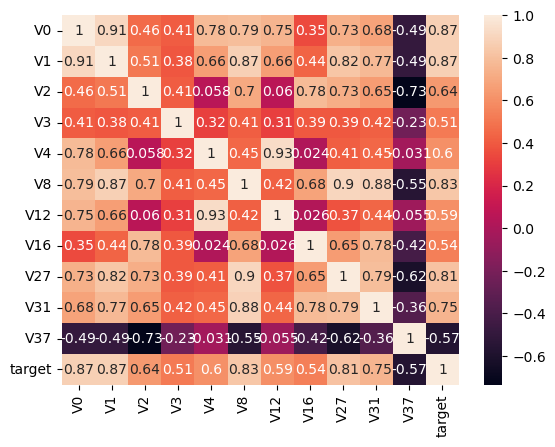 V0 1 0.91 0.46 0.41 0.78 0.79 0.75 0.35 0.73 0.68 -0.49 0.87
V1 0.91 1 0.51 0.38 0.66 0.87 0.66 0.44 0.82 0.77 -0.49 0.87
V2 0.46 0.51 1 0.41 0.058 0.7 0.06 0.78 0.73 0.65 -0.73 0.64
V3 0.41 0.38 0.41 1 0.32 0.41 0.31 0.39 0.39 0.42 -0.23 0.51
V4 0.78 0.66 0.058 0.32 1 0.45 0.93 0.024 0.41 0.45 -0.031 0.6
V8 0.79 0.87 0.7 0.41 0.45 1 0.42 0.68 0.9 0.88 -0.55 0.83
V12 0.75 0.66 0.06 0.31 0.93 0.42 1 0.026 0.37 0.44 -0.055 0.59
V16 0.35 0.44 0.78 0.39 0.024 0.68 0.026 1 0.65 0.78 -0.42 0.54
V27 0.73 0.82 0.73 0.39 0.41 0.9 0.37 0.65 1 0.79 -0.62 0.81
V31 0.68 0.77 0.65 0.42 0.45 0.88 0.44 0.78 0.79 1 -0.36 0.75
V37 -0.49 -0.49 -0.73 -0.23 -0.031 -0.55 -0.055 -0.42 -0.62 -0.36 1 -0.57
target 0.87 0.87 0.64 0.51 0.6 0.83 0.59 0.54 0.81 0.75 -0.57 1
V0 V1 V2 V3 V4 V8 V12 V16 V27 V31 V37 target
1.0
0.8
0.6
0.4
0.2
0.0
−0.2
−0.4
−0.6